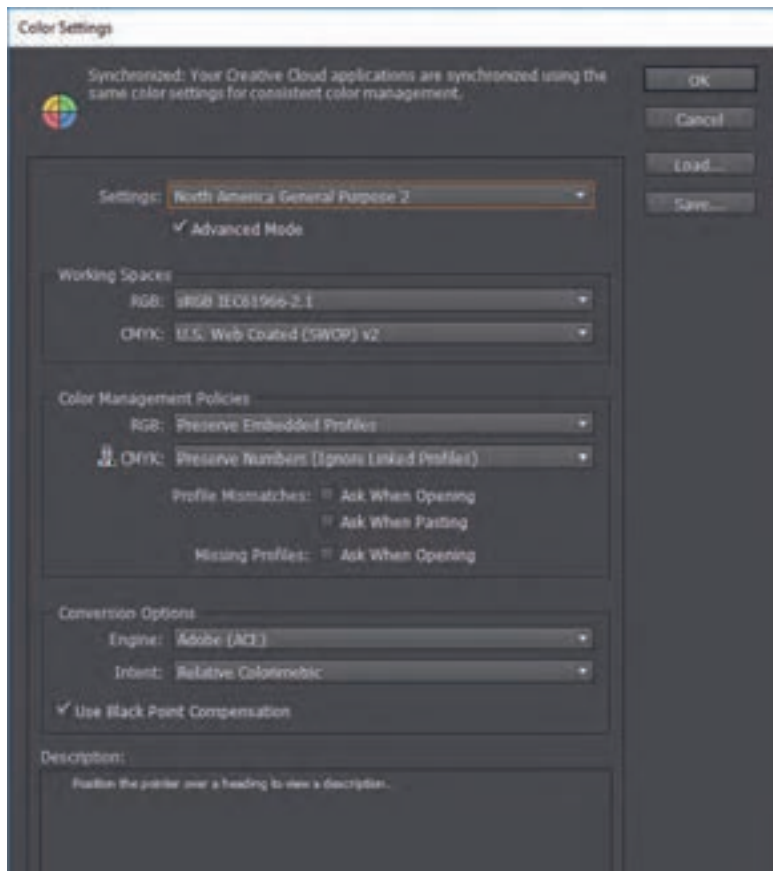 Color Settings
Synchronized: Your Creative Cloud applications are synchronized using the
same color settings for consistent color management.
OK
Cancel
Load...
Save...
Settings: North America General Purpose 2
Advanced Mode
Working Spaces
RGB: sRGB IEC61966-2.1
CMYK: U.S. Web Coated (SWOP) v2
Color Management Policies
RGB: Preserve Embedded Profiles
CMYK: Preserve Numbers (Ignore Linked Profiles)
Profile Mismatches: Ask When Opening
Ask When Pasting
Missing Profiles: Ask When Opening
Conversion Options
Engine: Adobe (ACE)
Intent: Relative Colorimetric
Use Black Point Compensation
Description:
Position the pointer over a heading to view a description.